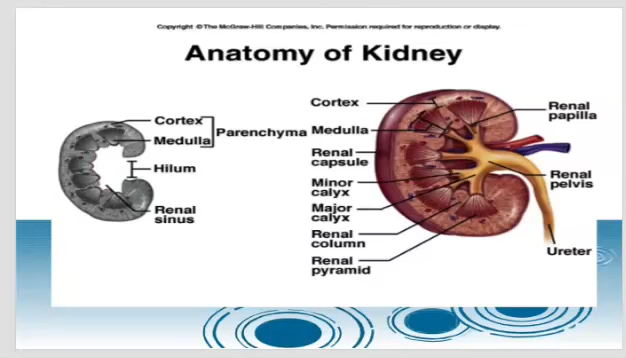 Copyright © The McGraw-Hill Companies, Inc. Permission required for reproduction or display.
Anatomy of Kidney
Cortex
Medulla
Parenchyma
Hilum
Renal
sinus
Cortex
Medulla
Renal
capsule
Minor
calyx
Major
calyx
Renal
column
Renal
pyramid
Renal
papilla
Renal
pelvis
Ureter